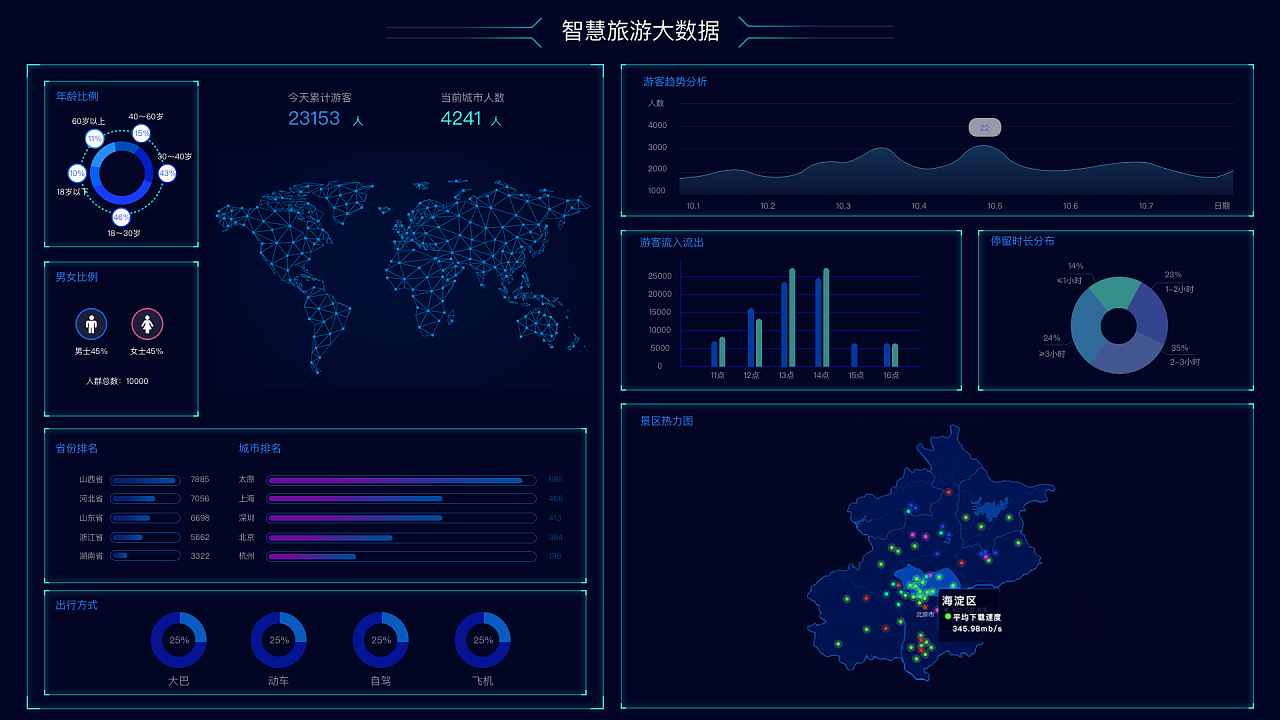 智慧旅游大数据
年龄比例
40～60岁
60岁以上
15%
11%
30～40岁
10%
43%
18岁以下
46%
18～30岁
今天累计游客
23153 人
当前城市人数
4241 人
男女比例
男士45%
女士45%
人群总数：10000
省份排名
山西省 7885
河北省 7056
山东省 6698
浙江省 5662
湖南省 3322
城市排名
太原 685
上海 466
深圳 413
北京 384
杭州 198
出行方式
25%
25%
25%
25%
大巴
动车
自驾
飞机
游客趋势分析
人数
4000
3000
2000
1000
22
10.1
10.2
10.3
10.4
10.5
10.6
10.7
日期
游客流入流出
25000
20000
15000
10000
5000
0
11点
12点
13点
14点
15点
16点
停留时长分布
14%
≤1小时
23%
1-2小时
24%
≥3小时
35%
2-3小时
景区热力图
海淀区
北京市
平均下载速度
345.98mb/s